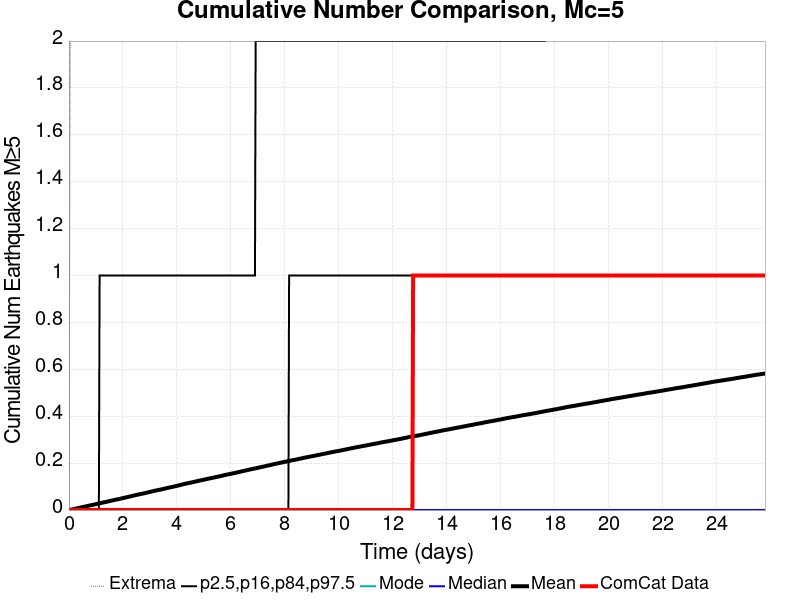 Cumulative Number Comparison, Mc=5
Cumulative Num Earthquakes M≥5
2
1.8
1.6
1.4
1.2
1
0.8
0.6
0.4
0.2
0
0 2 4 6 8 10 12 14 16 18 20 22 24
Time (days)
Extrema p2.5,p16,p84,p97.5 Mode Median Mean ComCat Data